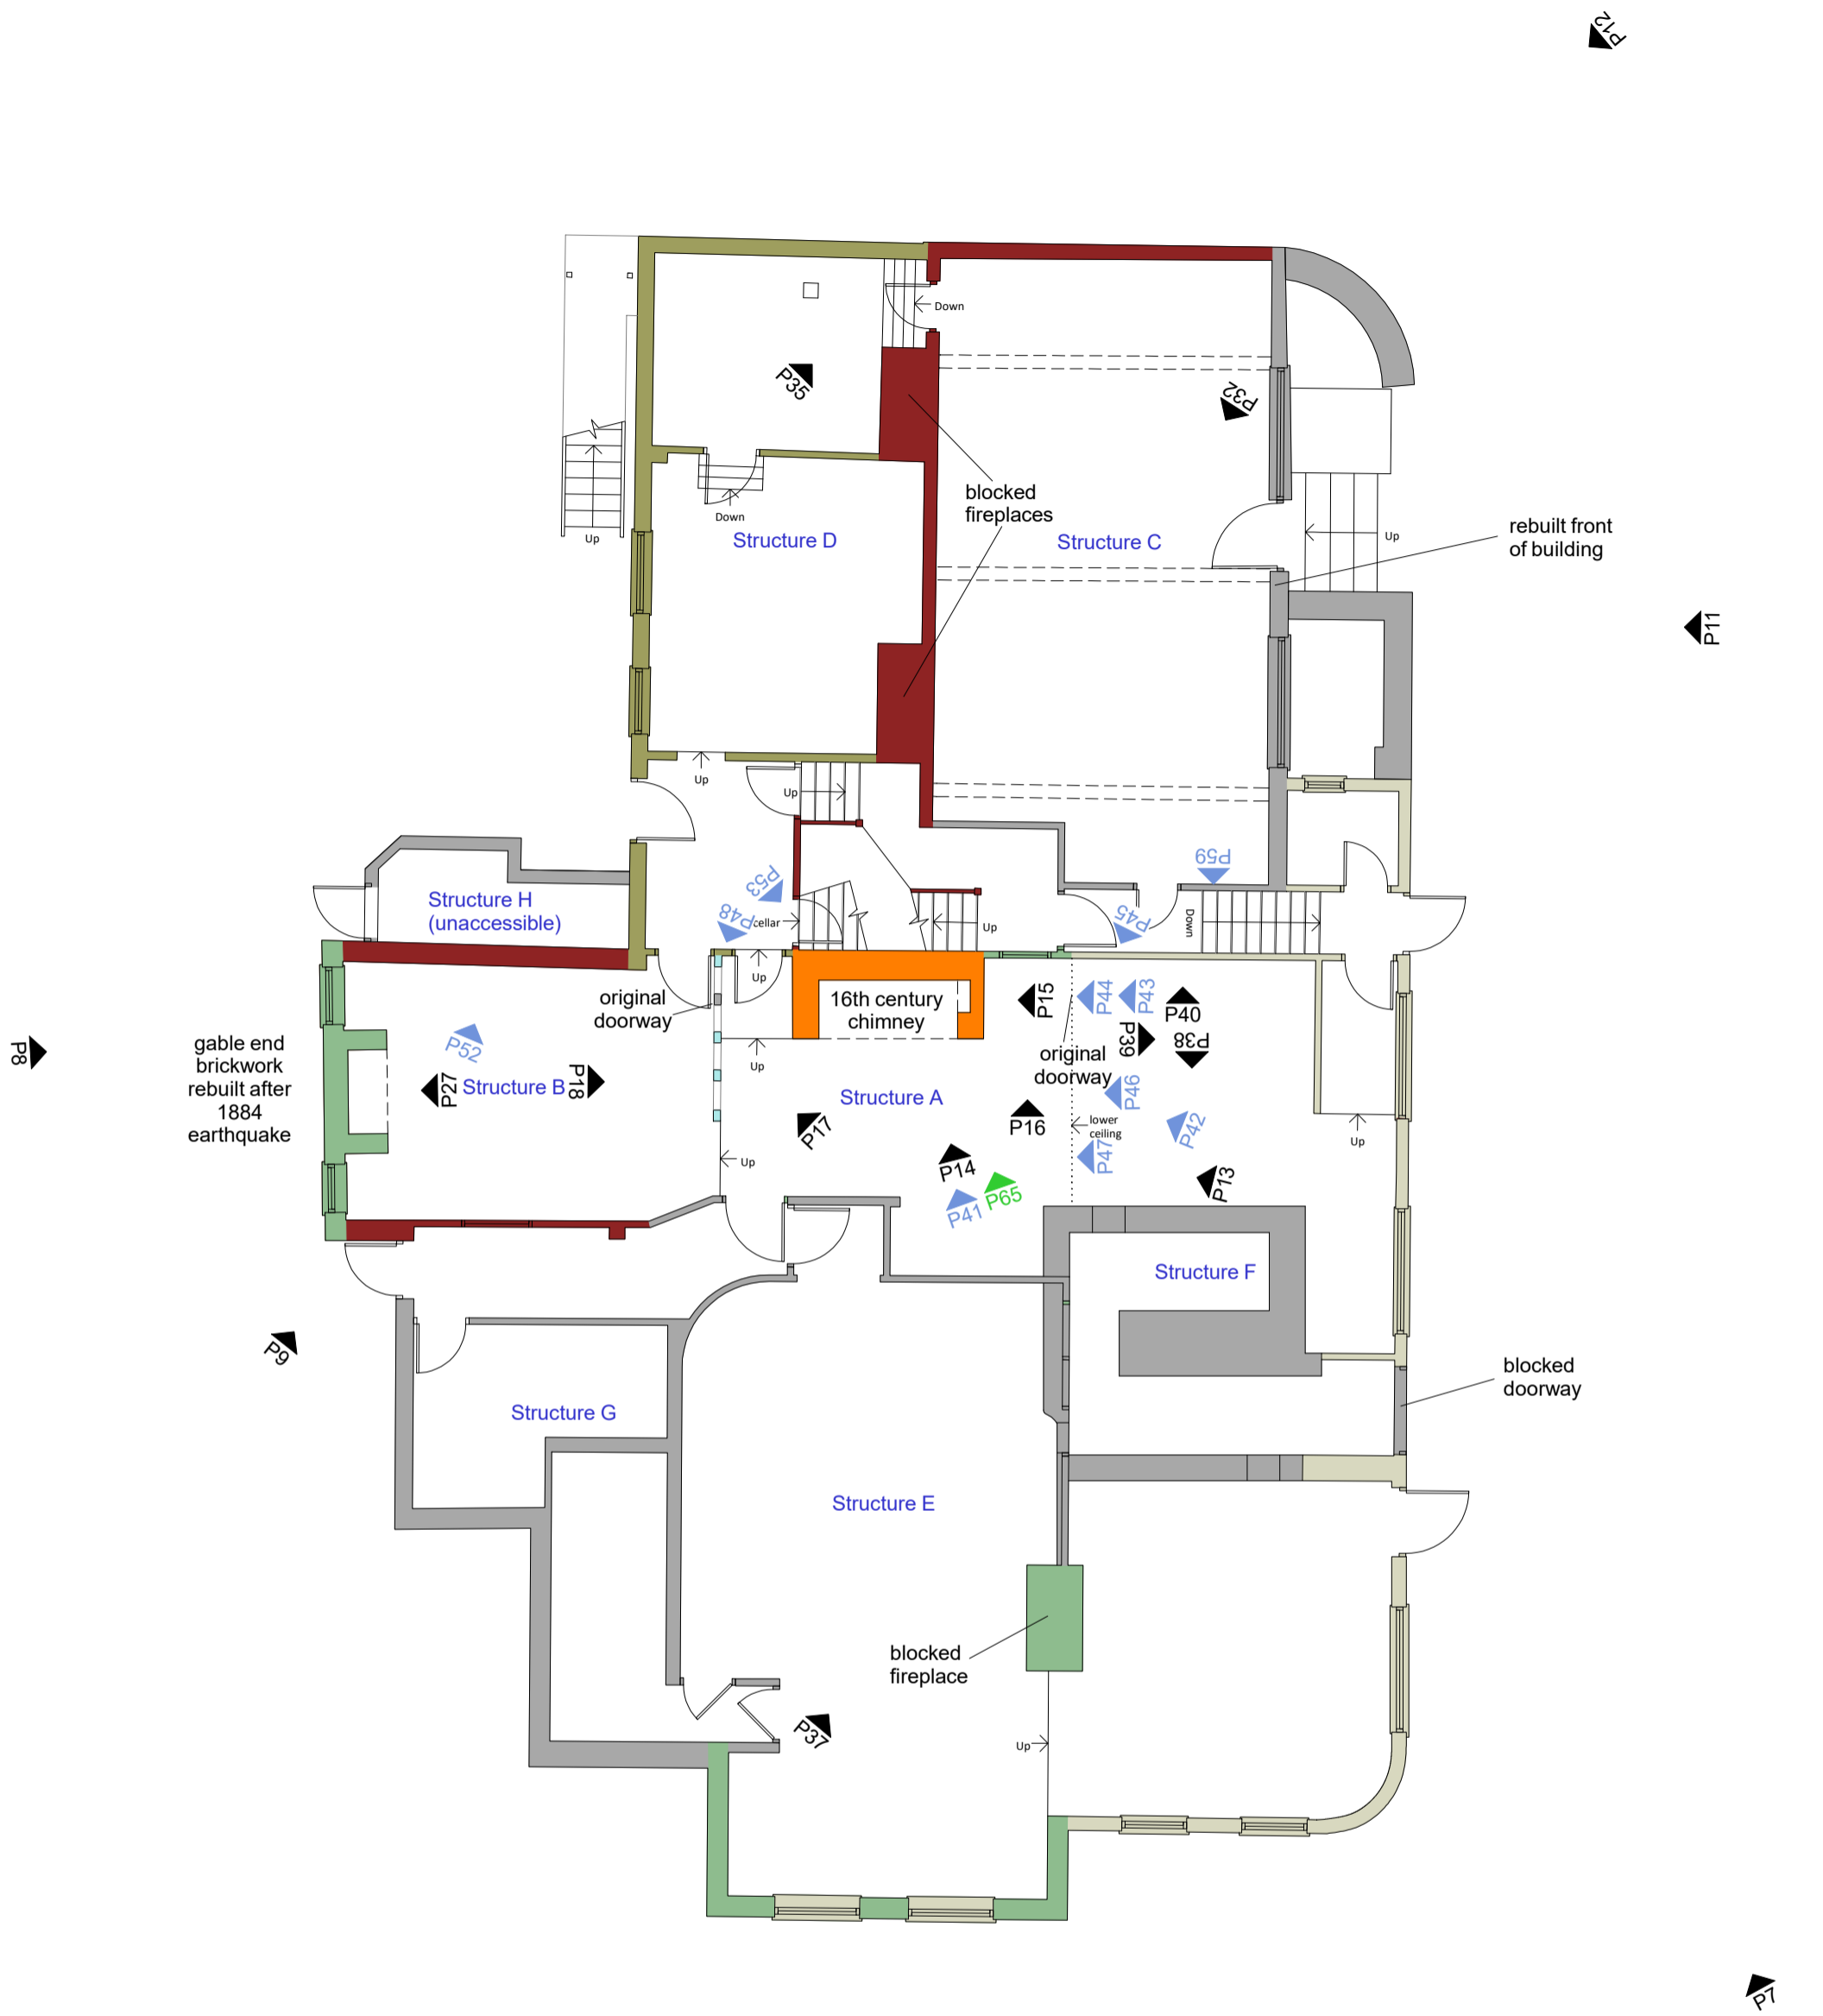 P12
Down
P35
P32
blocked
fireplaces
Down
Up
Structure D
Structure C
Up
rebuilt front
of building
P11
Up
Up
P59
P53
P48
cellar
Up
P45
Down
Structure H
(unaccessible)
Up
original
doorway
16th century
chimney
P15
P44
P43
P40
P39
P38
original
doorway
P8
gable end
brickwork
rebuilt after
1884
earthquake
P52
P27
Structure B
P18
Up
Structure A
P46
P17
P16
lower
ceiling
P42
Up
Up
P14
P47
P13
P41
P65
Structure F
P9
blocked
doorway
Structure G
Structure E
blocked
fireplace
P37
Up
P7